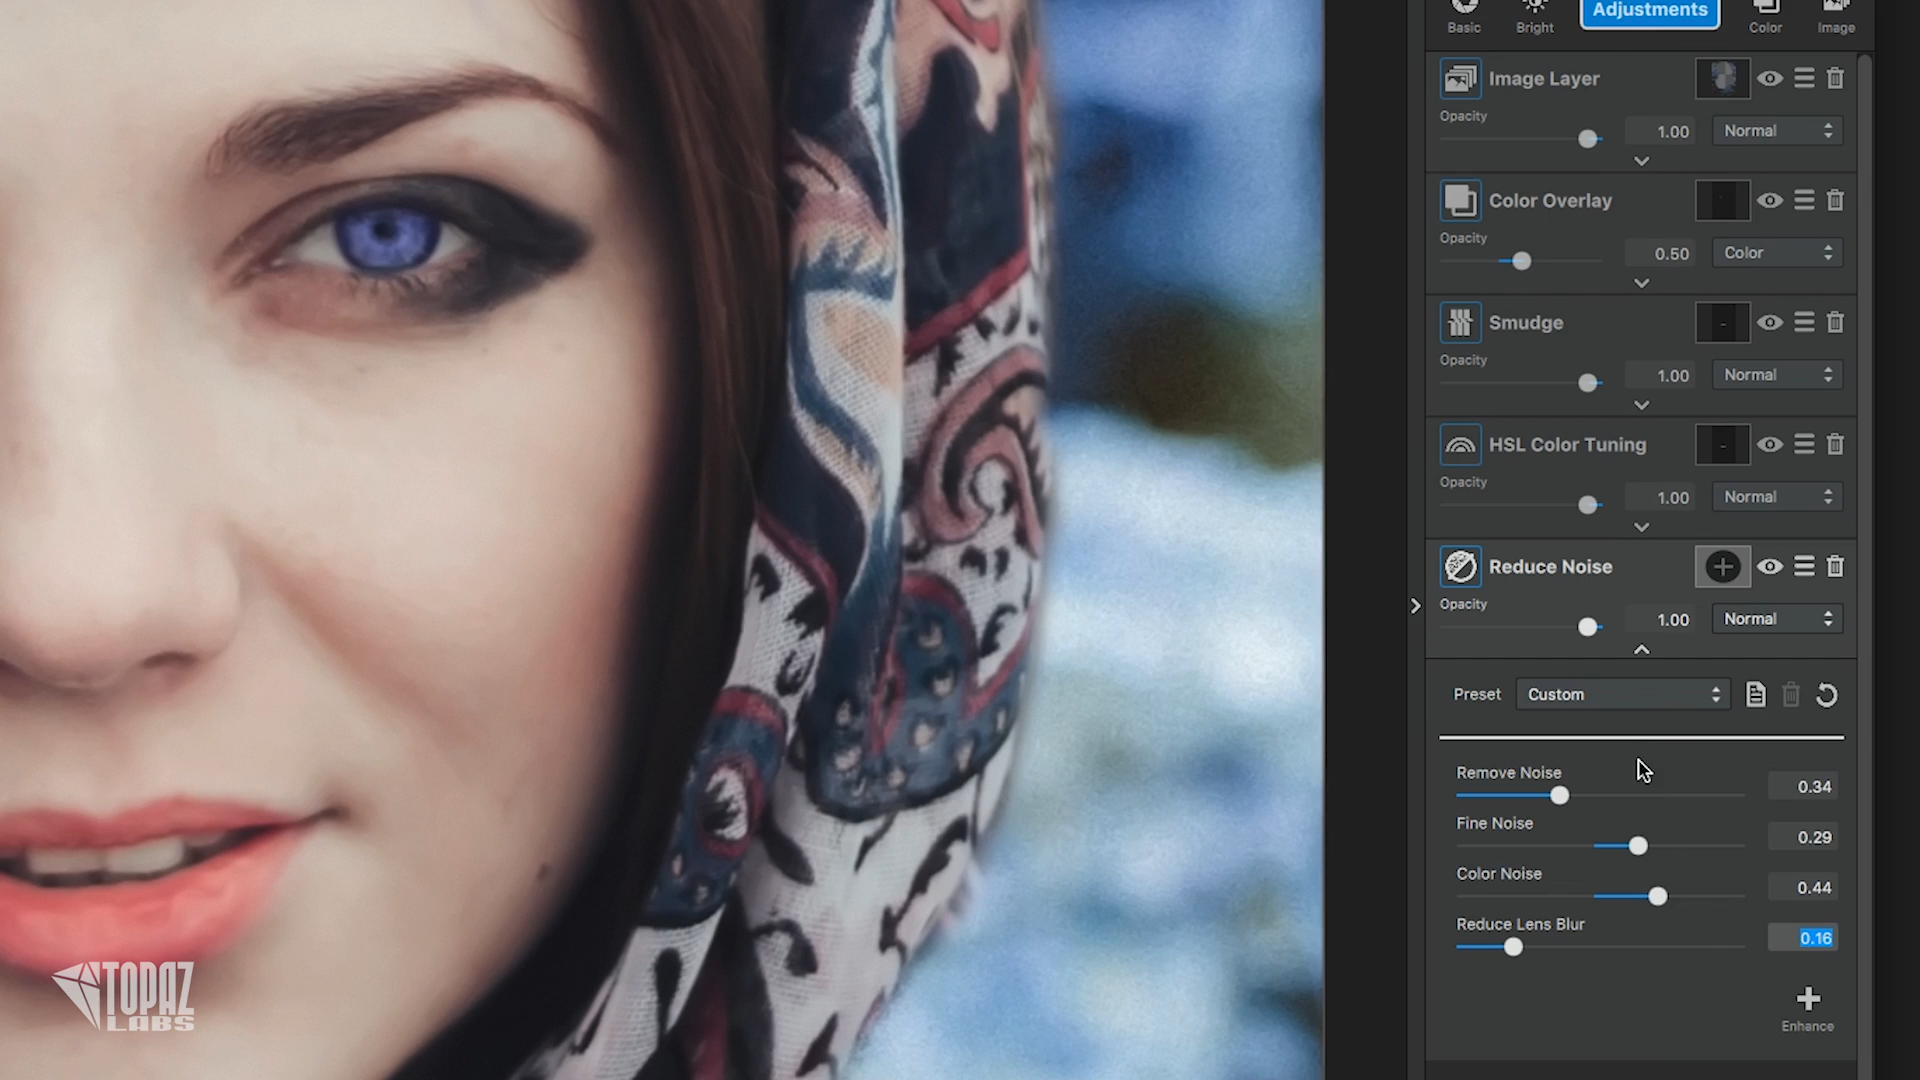 Basic Bright Adjustments Color Image
Image Layer
Opacity
1.00 Normal
Color Overlay
Opacity
0.50 Color
Smudge
Opacity
1.00 Normal
HSL Color Tuning
Opacity
1.00 Normal
Reduce Noise
Opacity
1.00 Normal
Preset Custom
Remove Noise
0.34
Fine Noise
0.29
Color Noise
0.44
Reduce Lens Blur
0.16
Enhance
TOPAZ
LABS